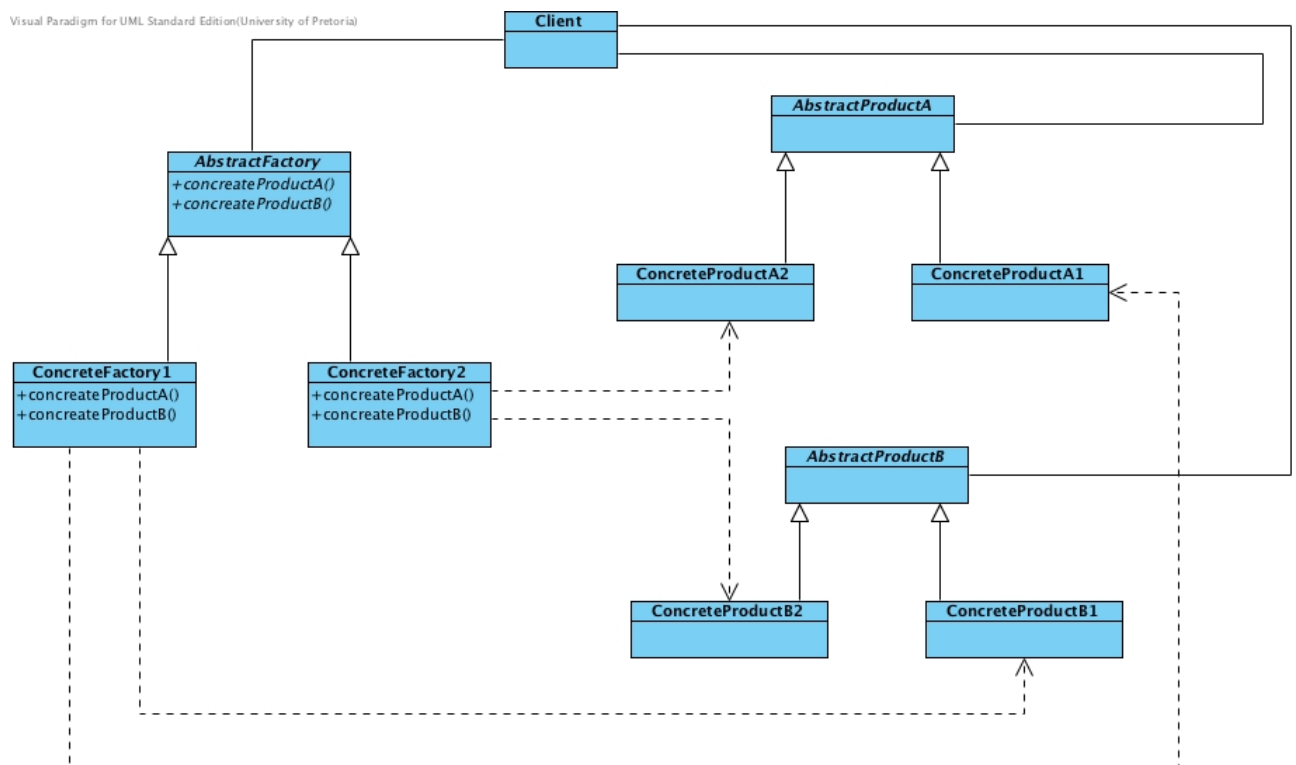 Visual Paradigm for UML Standard Edition(University of Pretoria)
Client
AbstractProductA
AbstractFactory
+concreateProductA()
+concreateProductB()
ConcreteProductA2
ConcreteProductA1
ConcreteFactory1
+concreateProductA()
+concreateProductB()
ConcreteFactory2
+concreateProductA()
+concreateProductB()
AbstractProductB
ConcreteProductB2
ConcreteProductB1